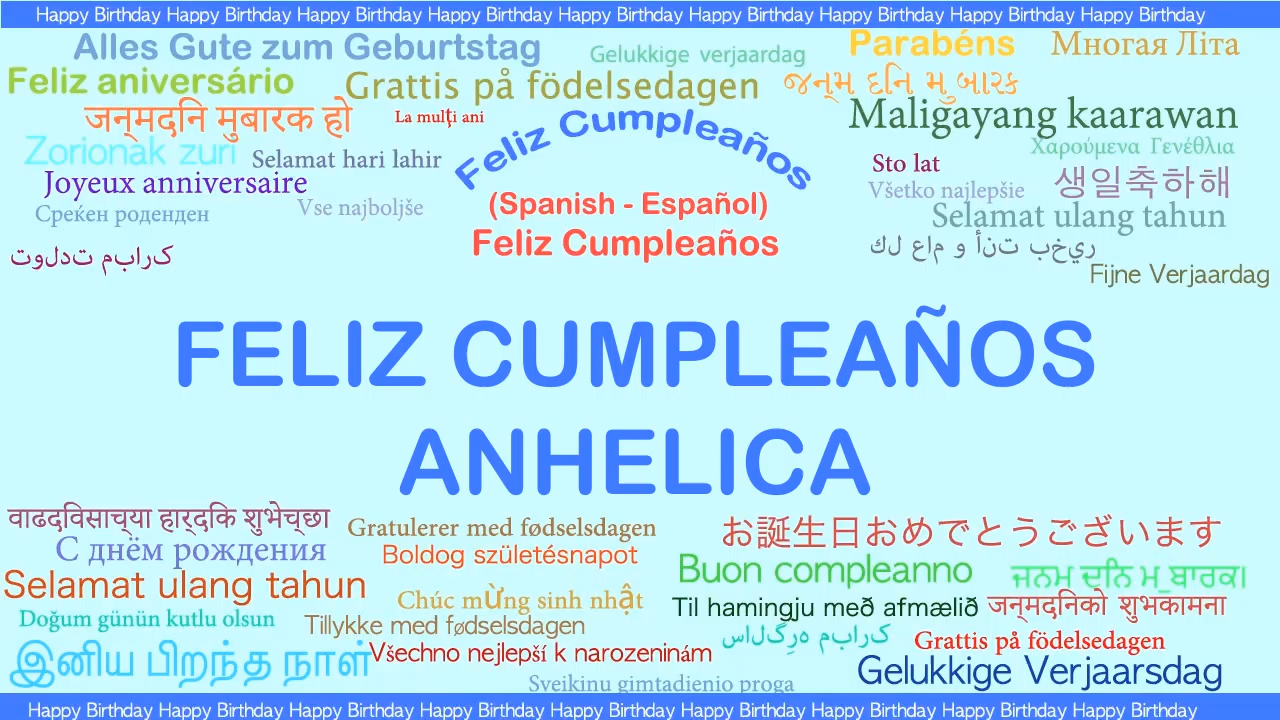 Happy Birthday Happy Birthday Happy Birthday Happy Birthday Happy Birthday Happy Birthday Happy Birthday Happy Birthday Happy Birthday
Alles Gute zum Geburtstag
Gelukkige verjaardag
Parabéns
Многая Літа
Feliz aniversário
Grattis på födelsedagen
જન્મ દિન મુબારક
जन्मदिन मुबारक हो
La mulţi ani
Feliz Cumpleaños
Maligayang kaarawan
Zorionak zuri
Selamat hari lahir
Sto lat
Χαρούμενα Γενέθλια
Joyeux anniversaire
(Spanish - Español)
Všetko najlepšie
생일축하해
Среќен роденден
Vse najboljše
Selamat ulang tahun
Feliz Cumpleaños
تولدت مبارک
كل عام و أنت بخير
Fijne Verjaardag
FELIZ CUMPLEAÑOS
ANHELICA
वाढदिवसाच्या हार्दिक शुभेच्छा
Gratulerer med fødselsdagen
お誕生日おめでとうございます
С днём рождения
Boldog születésnapot
Buon compleanno
ਜਨਮ ਦਿਨ ਮੁਬਾਰਕ।
Selamat ulang tahun
Chúc mừng sinh nhật
Til hamingju með afmælið
जन्मदिनको शुभकामना
Doğum günün kutlu olsun
Tillykke med fødselsdagen
سالگرہ مبارک
Grattis på födelsedagen
இனிய பிறந்த நாள்
Všechno nejlepší k narozeninám
Gelukkige Verjaarsdag
Sveikinu gimtadienio proga
Happy Birthday Happy Birthday Happy Birthday Happy Birthday Happy Birthday Happy Birthday Happy Birthday Happy Birthday Happy Birthday